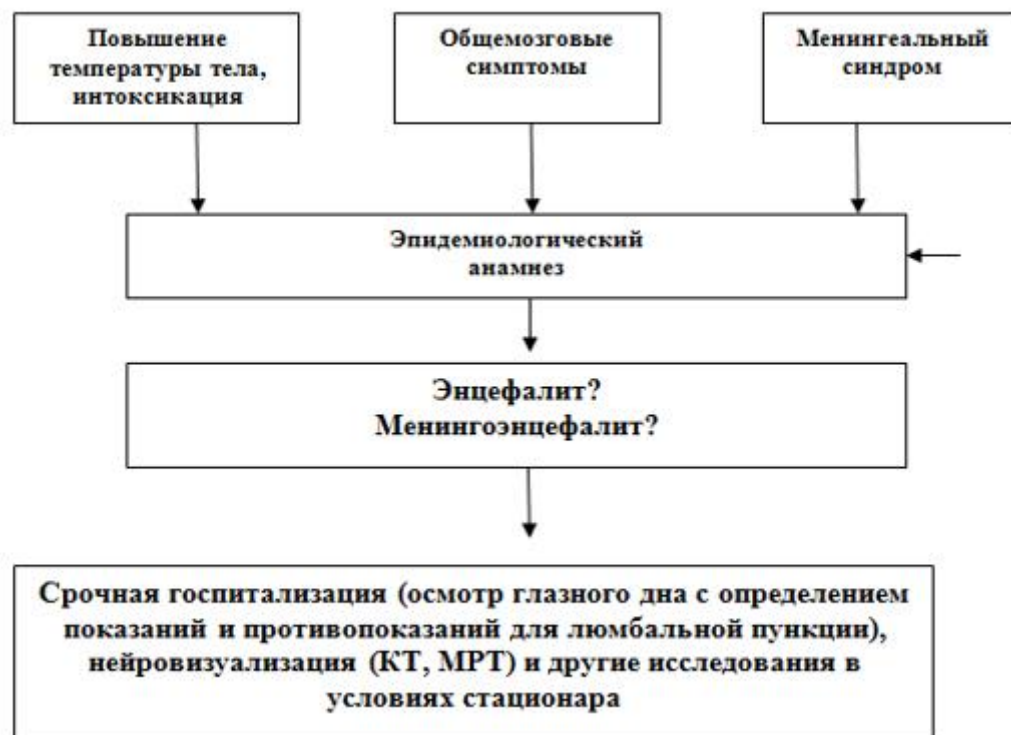 Повышение
температуры тела,
интоксикация
Общемозговые
симптомы
Менингеальный
синдром
Эпидемиологический
анамнез
Энцефалит?
Менингоэнцефалит?
Срочная госпитализация (осмотр глазного дна с определением
показаний и противопоказаний для люмбальной пункции),
нейровизуализация (КТ, МРТ) и другие исследования в
условиях стационара